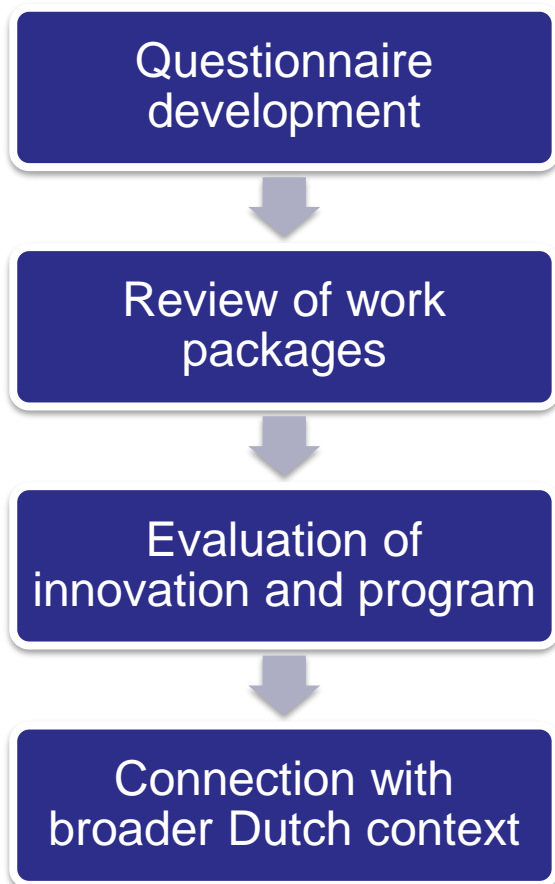 Questionnaire
development
Review of work
packages
Evaluation of
innovation and program
Connection with
broader Dutch context